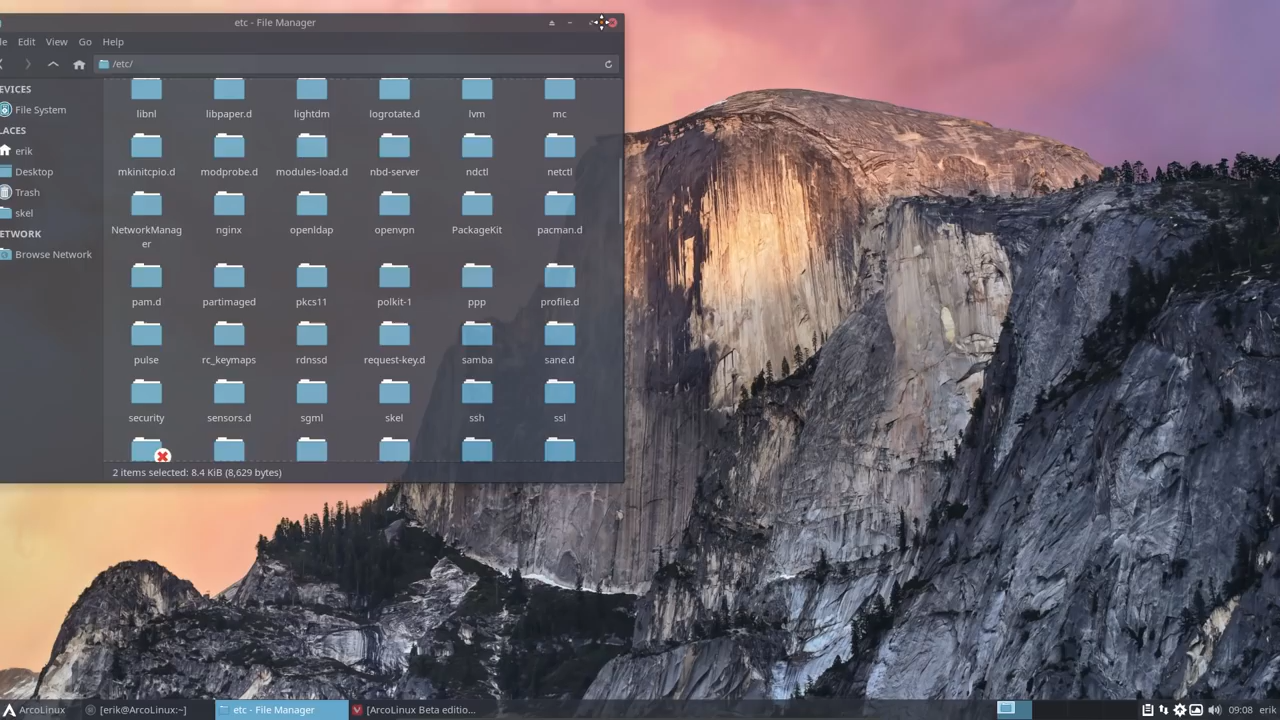 etc - File Manager
le Edit View Go Help
/etc/
EVICES
File System
LACES
erik
Desktop
Trash
skel
ETWORK
Browse Network
libnl libpaper.d lightdm logrotate.d lvm mc
mkinitcpio.d modprobe.d modules-load.d nbd-server ndctl netctl
NetworkManag
er nginx openldap openvpn PackageKit pacman.d
pam.d partimaged pkcs11 polkit-1 ppp profile.d
pulse rc_keymaps rdnssd request-key.d samba sane.d
security sensors.d sgml skel ssh ssl
2 items selected: 8.4 KiB (8,629 bytes)
ArcoLinux [erik@ArcoLinux:~] etc - File Manager [ArcoLinux Beta editio... 09:08 erik